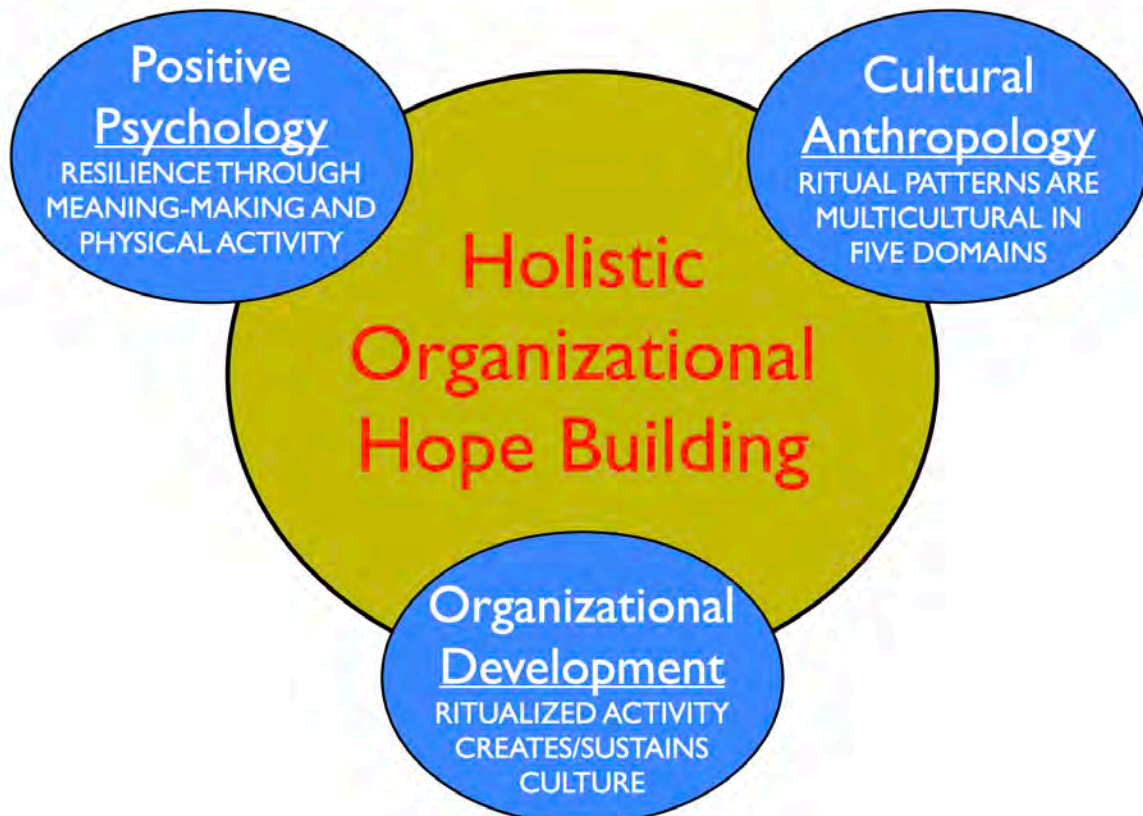 Positive
Psychology
RESILIENCE THROUGH
MEANING-MAKING AND
PHYSICAL ACTIVITY
Cultural
Anthropology
RITUAL PATTERNS ARE
MULTICULTURAL IN
FIVE DOMAINS
Holistic
Organizational
Hope Building
Organizational
Development
RITUALIZED ACTIVITY
CREATES/SUSTAINS
CULTURE